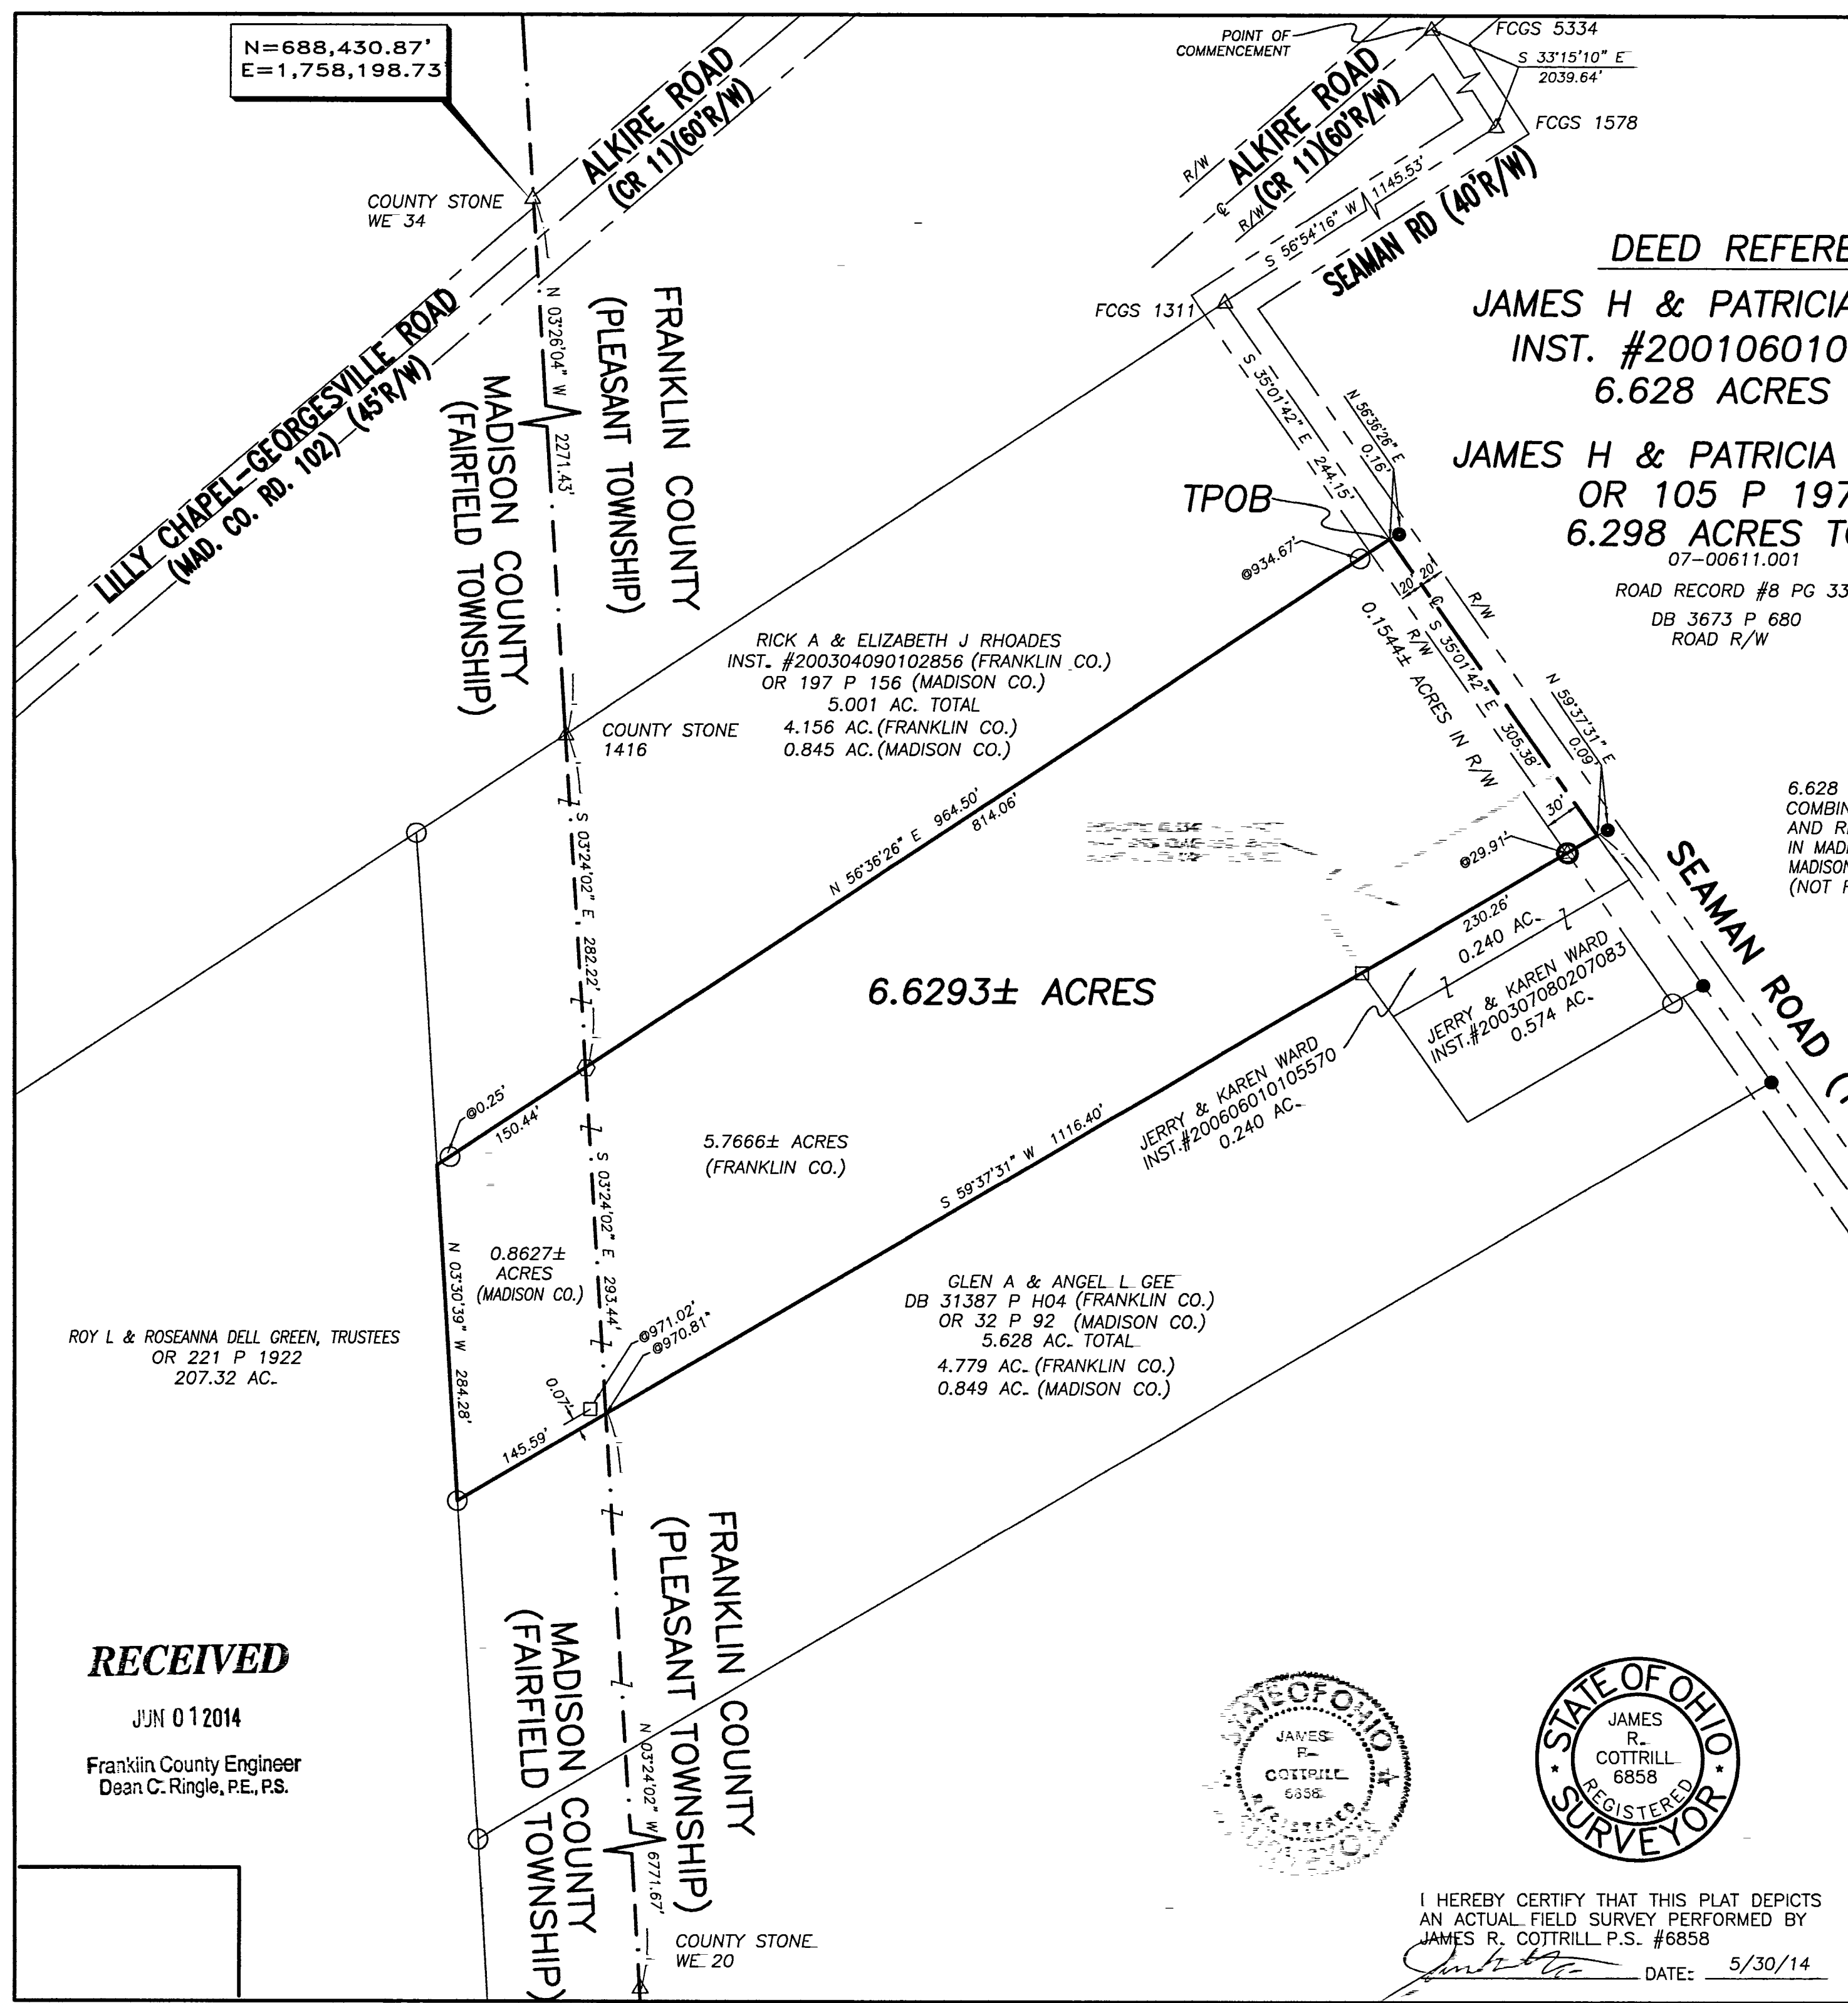 N=688,430.87'
E=1,758,198.73'
ALKIRE ROAD
(CR 11)(60'R/W)
COUNTY STONE
WE 34
LILLY CHAPEL-GEORGESVILLE ROAD
(MAD. CO. RD. 102) (45'R/W)
N 03°26'04" W 2271.43'
FRANKLIN COUNTY
(PLEASANT TOWNSHIP)
MADISON COUNTY
(FAIRFIELD TOWNSHIP)
POINT OF
COMMENCEMENT
FCGS 5334
S 33°15'10" E
2039.64'
FCGS 1578
R/W
ALKIRE ROAD
(CR 11)(60'R/W)
℄
R/W
S 56°54'16" W 1145.53'
SEAMAN RD (40'R/W)
FCGS 1311
S 35°01'42" E 244.15'
N 56°36'26" E
0.16'
TPOB
@934.67'
20' 20'
℄ S 35°01'42" E 305.38'
R/W
R/W
0.1544± ACRES IN R/W
N 59°37'31" E
0.09'
30'
@29.91'
DEED REFERE
JAMES H & PATRICIA
INST. #200106010
6.628 ACRES
JAMES H & PATRICIA
OR 105 P 197
6.298 ACRES TO
07-00611.001
ROAD RECORD #8 PG 33
DB 3673 P 680
ROAD R/W
6.628
COMBIN
AND R
IN MAD
MADISON
(NOT
RICK A & ELIZABETH J RHOADES
INST. #200304090102856 (FRANKLIN CO.)
OR 197 P 156 (MADISON CO.)
5.001 AC. TOTAL
4.156 AC. (FRANKLIN CO.)
0.845 AC. (MADISON CO.)
COUNTY STONE
1416
S 03°24'02" E 282.22'
N 56°36'26" E 964.50'
814.06'
6.6293± ACRES
230.26'
0.240 AC.
JERRY & KAREN WARD
INST.#200307080207083
0.574 AC.
SEAMAN ROAD (
JERRY & KAREN WARD
INST.#200606010105570
0.240 AC.
@0.25'
150.44'
5.7666± ACRES
(FRANKLIN CO.)
S 59°37'31" W 1116.40'
S 03°24'02" E 293.44'
0.8627±
ACRES
(MADISON CO.)
N 03°30'39" W 284.28'
@971.02'
@970.81'
0.07'
145.59'
ROY L & ROSEANNA DELL GREEN, TRUSTEES
OR 221 P 1922
207.32 AC.
GLEN A & ANGEL L GEE
DB 31387 P H04 (FRANKLIN CO.)
OR 32 P 92 (MADISON CO.)
5.628 AC. TOTAL
4.779 AC. (FRANKLIN CO.)
0.849 AC. (MADISON CO.)
FRANKLIN COUNTY
(PLEASANT TOWNSHIP)
MADISON COUNTY
(FAIRFIELD TOWNSHIP)
N 03°24'02" W 6771.67'
COUNTY STONE
WE 20
RECEIVED
JUN 01 2014
Franklin County Engineer
Dean C. Ringle, P.E., P.S.
STATE OF OHIO
JAMES
R.
COTTRILL
6858
STATE OF OHIO
JAMES
R.
COTTRILL
6858
REGISTERED
SURVEYOR
I HEREBY CERTIFY THAT THIS PLAT DEPICTS
AN ACTUAL FIELD SURVEY PERFORMED BY
JAMES R. COTTRILL P.S. #6858
DATE: 5/30/14